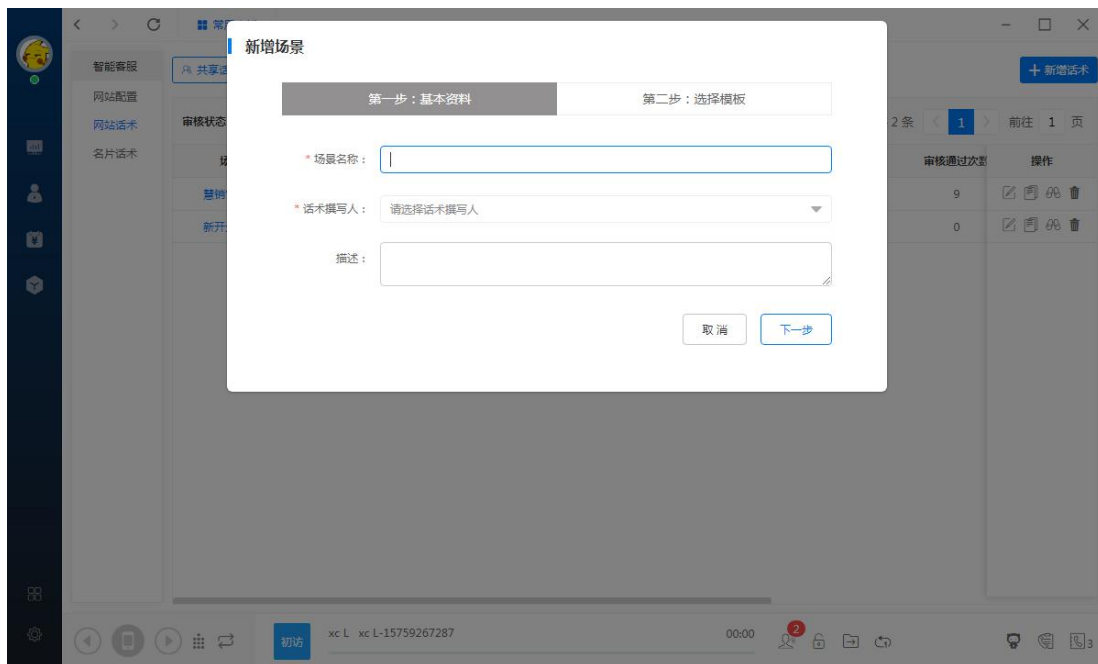 新增场景
智能客服
共享
+ 新增话术
第一步：基本资料
第二步：选择模板
网站配置
网站话术
名片话术
审核状态
2 条
1
前往 1 页
* 场景名称：
审核通过次数
操作
9
* 话术撰写人：
请选择话术撰写人
新开
0
描述：
取 消
下一步
初访
xc L xc L-15759267287
00:00
2
3